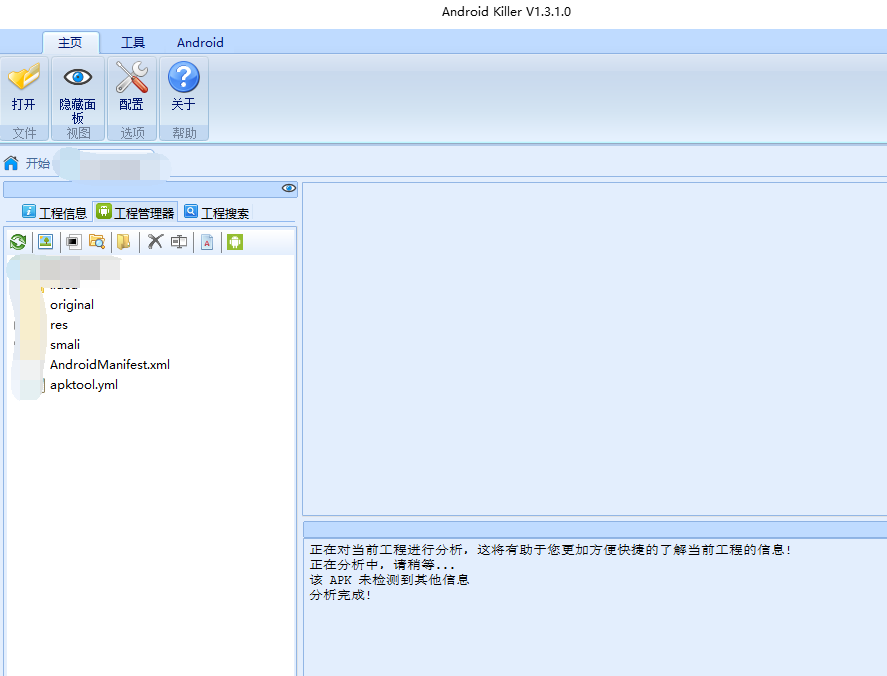 Android Killer V1.3.1.0
主页 工具 Android
打开 隐藏面板 配置 关于
文件 视图 选项 帮助
开始
工程信息 工程管理器 工程搜索
original
res
smali
AndroidManifest.xml
apktool.yml
正在对当前工程进行分析，这将有助于您更加方便快捷的了解当前工程的信息！
正在分析中，请稍等...
该 APK 未检测到其他信息
分析完成！